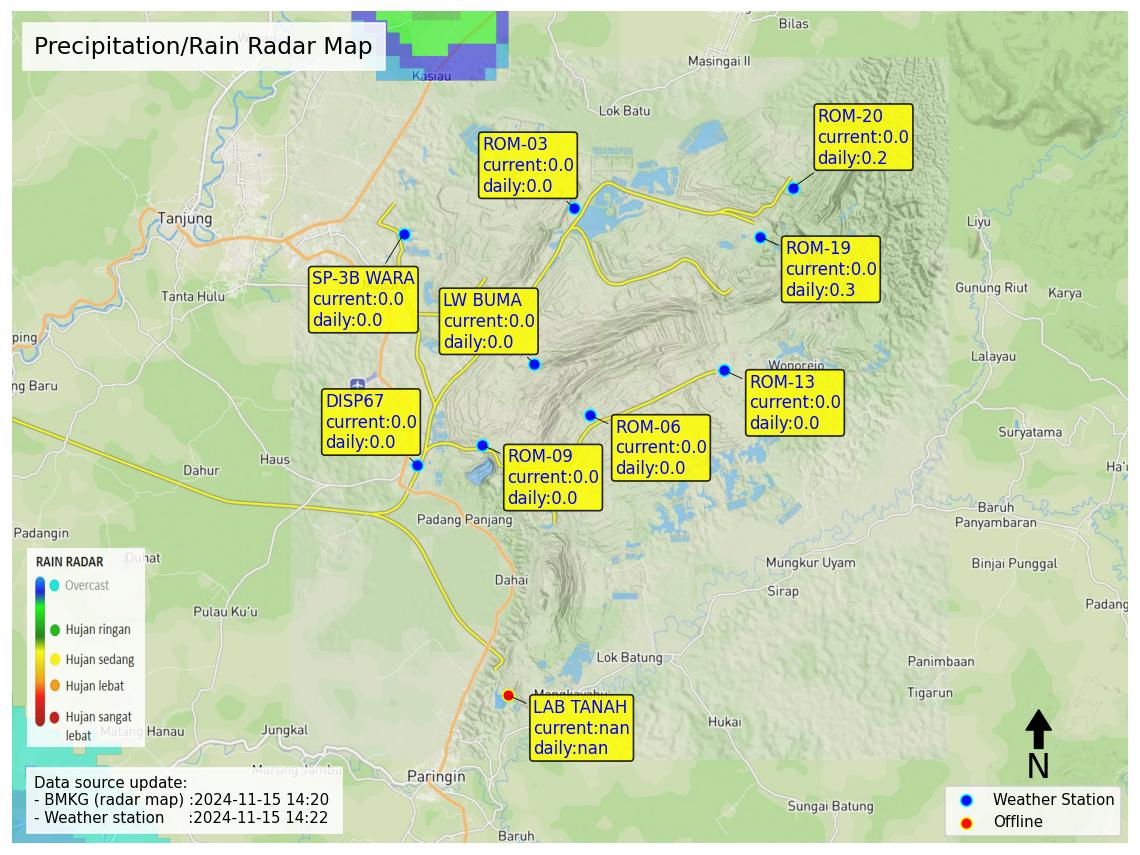 Precipitation/Rain Radar Map
Bilas
Masingai II
Kasiau
Lok Batu
ROM-20
current:0.0
daily:0.2
ROM-03
current:0.0
daily:0.0
Tanjung
Liyu
ROM-19
current:0.0
daily:0.3
SP-3B WARA
current:0.0
daily:0.0
LW BUMA
current:0.0
daily:0.0
Tanta Hulu
Gunung Riut
Karya
ping
Lalayau
ng Baru
Wonorejo
ROM-13
current:0.0
daily:0.0
DISP67
current:0.0
daily:0.0
ROM-06
current:0.0
daily:0.0
Suryatama
ROM-09
current:0.0
daily:0.0
Haus
Dahur
Ha'u
Baruh
Panyambaran
Padang Panjang
Padangin
Duhat
Mungkur Uyam
Binjai Punggal
Dahai
Sirap
Padang
Pulau Ku'u
RAIN RADAR
Overcast
Hujan ringan
Hujan sedang
Hujan lebat
Hujan sangat
lebat
Lok Batung
Panimbaan
Tigarun
Mangkayahu
LAB TANAH
current:nan
daily:nan
Hukai
Matang Hanau
Jungkal
Murung Jambu
Paringin
Sungai Batung
Baruh
N
Data source update:
- BMKG (radar map) :2024-11-15 14:20
- Weather station :2024-11-15 14:22
Weather Station
Offline